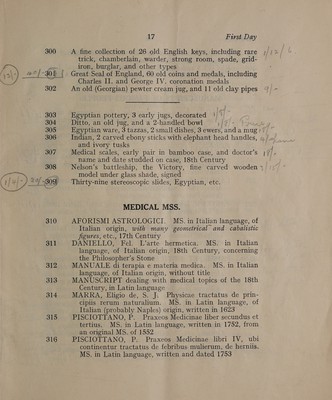 17 First Day
300 A fine collection of 26 old English keys, including rare
trick, chamberlain, warder, strong room, spade, grid-
iron, burglar, and other types
301 Great Seal of England, 60 old coins and medals, including
Charles II. and George IV. coronation medals
302 An old (Georgian) pewter cream jug, and 11 old clay pipes
303 Egyptian pottery, 3 early jugs, decorated
304 Ditto, an old jug, and a 2-handled bowl
305 Egyptian ware, 3 tazzas, 2 small dishes, 3 ewers, and a mug
306 Indian, 2 carved ebony sticks with elephant head handles,
and ivory tusks
307 Medical scales, early pair in bamboo case, and doctor's
name and date studded on case, 18th Century
308 Nelson's battleship, the Victory, fine carved wooden
model under glass shade, signed
309 Thirty-nine stereoscopic slides, Egyptian, etc.
MEDICAL MSS.
310 AFORISMI ASTROLOGICI. MS. in Italian language, of
Italian origin, with many geometrical and cabalistic
figures, etc., 17th Century
311 DANIELLO, Fel. L'arte hermetica. MS. in Italian
language, of Italian origin, 18th Century, concerning
the Philosopher's Stone
312 MANUALE di terapia e materia medica. MS. in Italian
language, of Italian origin, without title
313 MANUSCRIPT dealing with medical topics of the 18th
Century, in Latin language
314 MARIA, Eligio de, S. J. Physicae tractatus de prin-
cipiis rerum naturalium. MS. in Latin language, of
Italian (probably Naples) origin, written in 1623
315 PISCIOTTANO, P. Praxeos Medicinae liber secundus et
tertius. MS. in Latin language, written in 1752, from
an original MS. of 1552
316 PISCIOTTANO, P. Praxeos Medicinae libri IV, ubi
continentur tractatus de febribus mulierum, de herniis.
MS. in Latin language, written and dated 1753